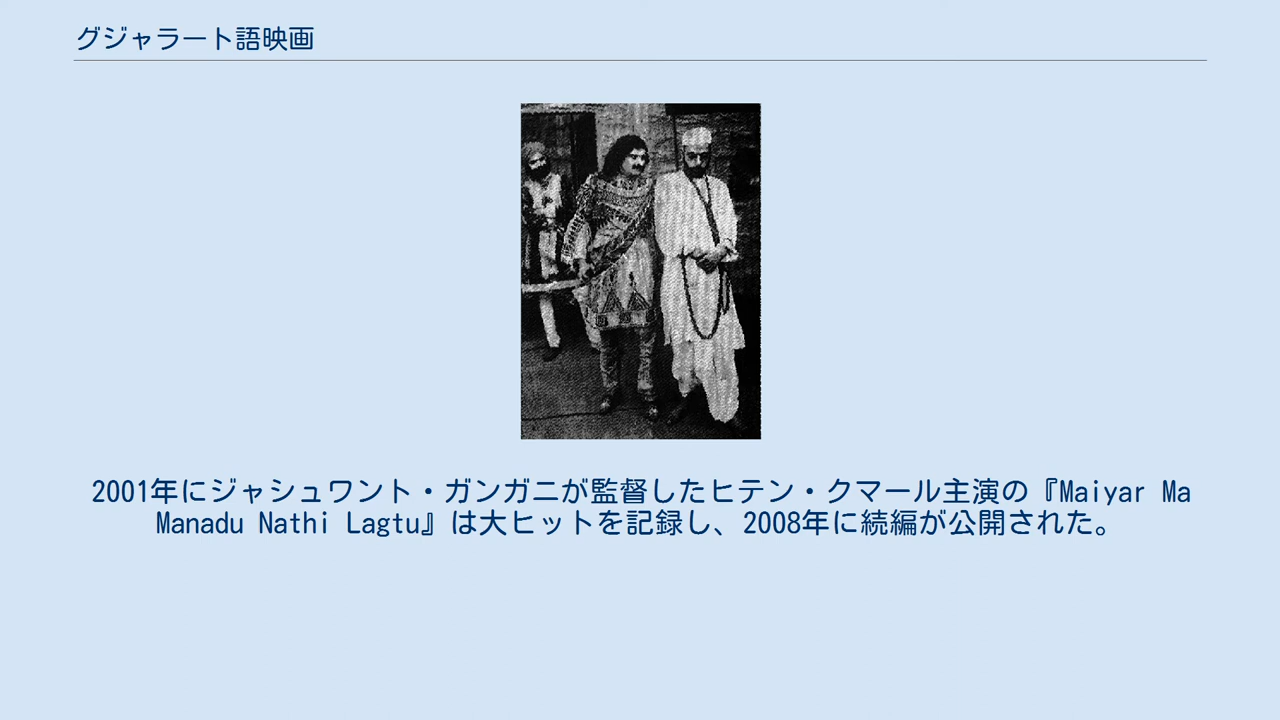 グジャラート語映画
2001年にジャシュワント・ガンガニが監督したヒテン・クマール主演の『Maiyar Ma
Manadu Nathi Lagtu』は大ヒットを記録し、2008年に続編が公開された。